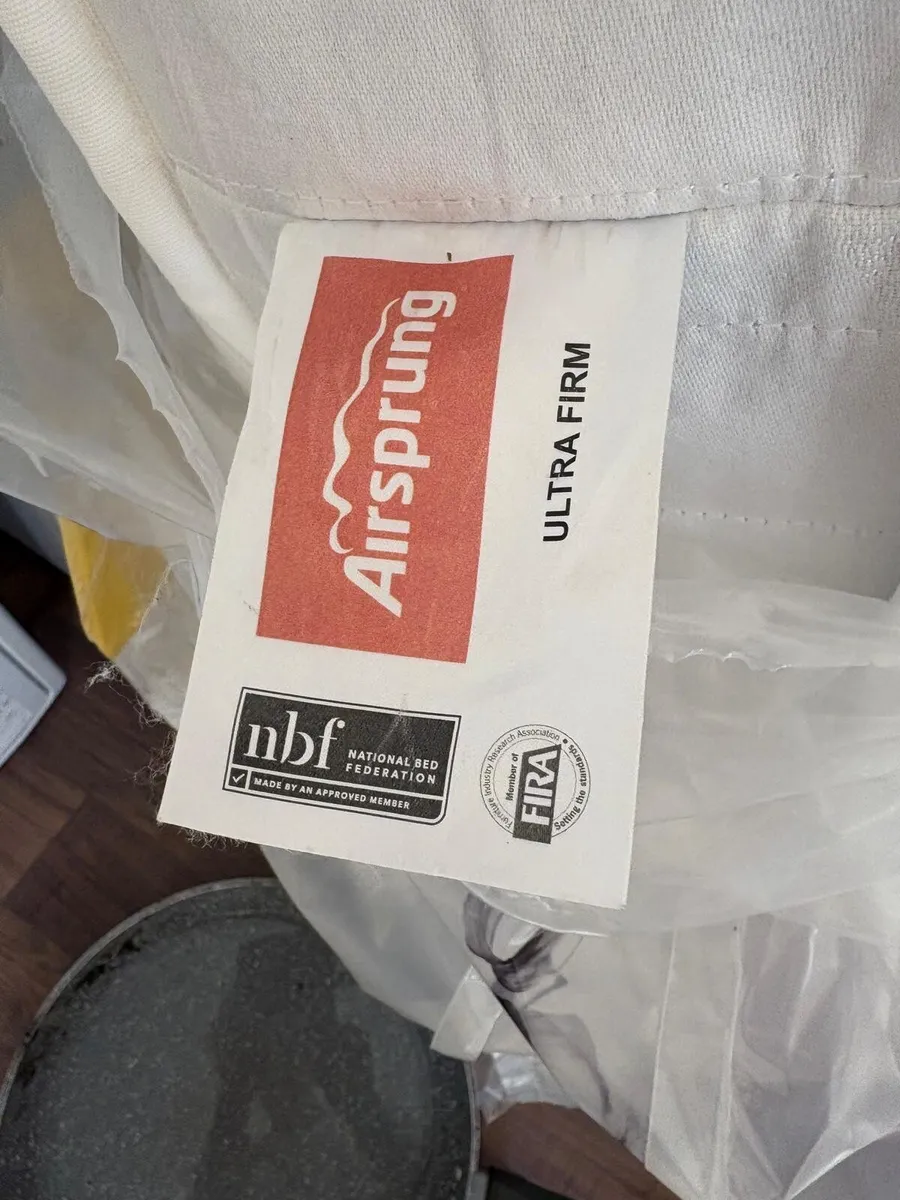 Airsprung
ULTRA FIRM
nbf
NATIONAL BED
FEDERATION
MADE BY AN APPROVED MEMBER
Furniture Industry Research Association
Member of
FIRA
Setting the standards